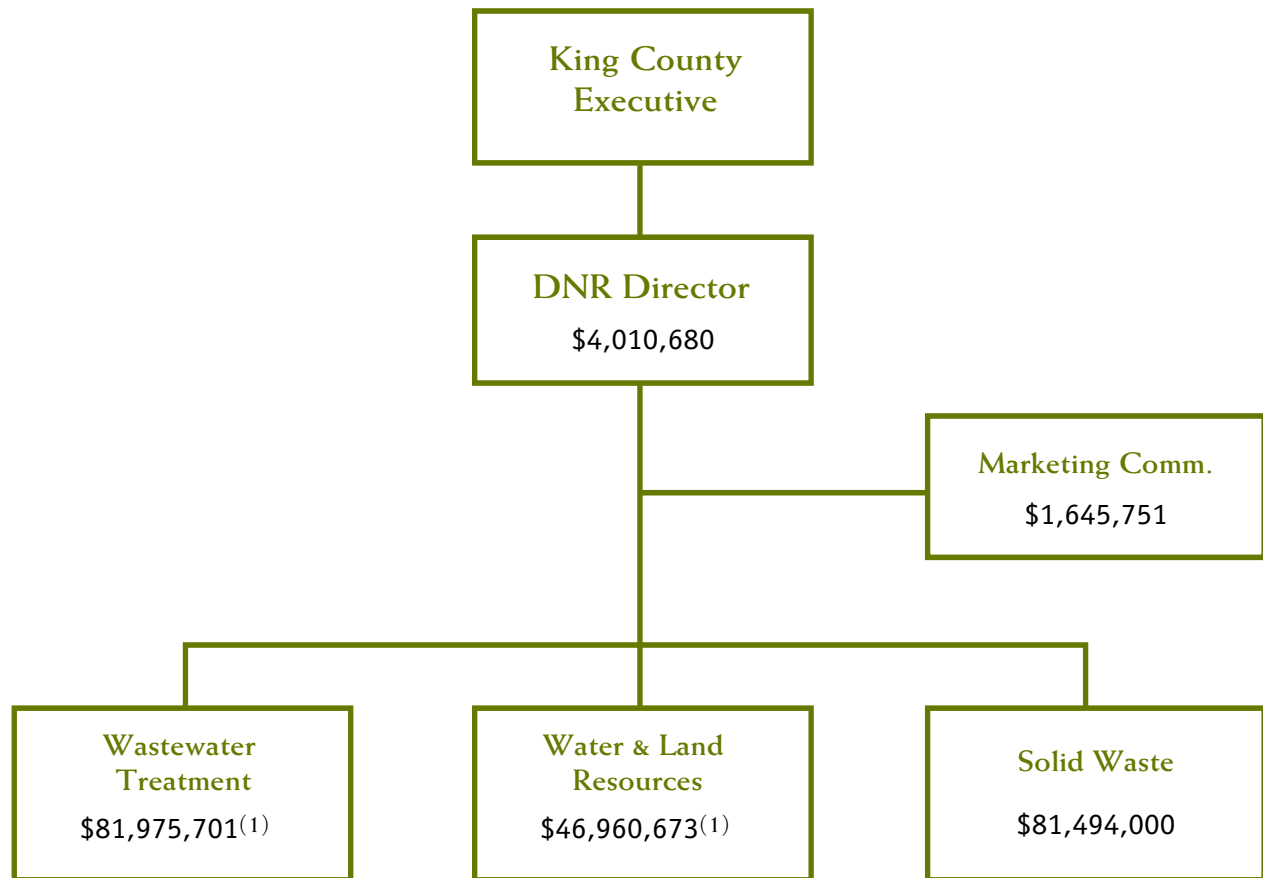 King County
Executive
DNR Director
$4,010,680
Marketing Comm.
$1,645,751
Wastewater
Treatment
$81,975,701(1)
Water & Land
Resources
$46,960,673(1)
Solid Waste
$81,494,000